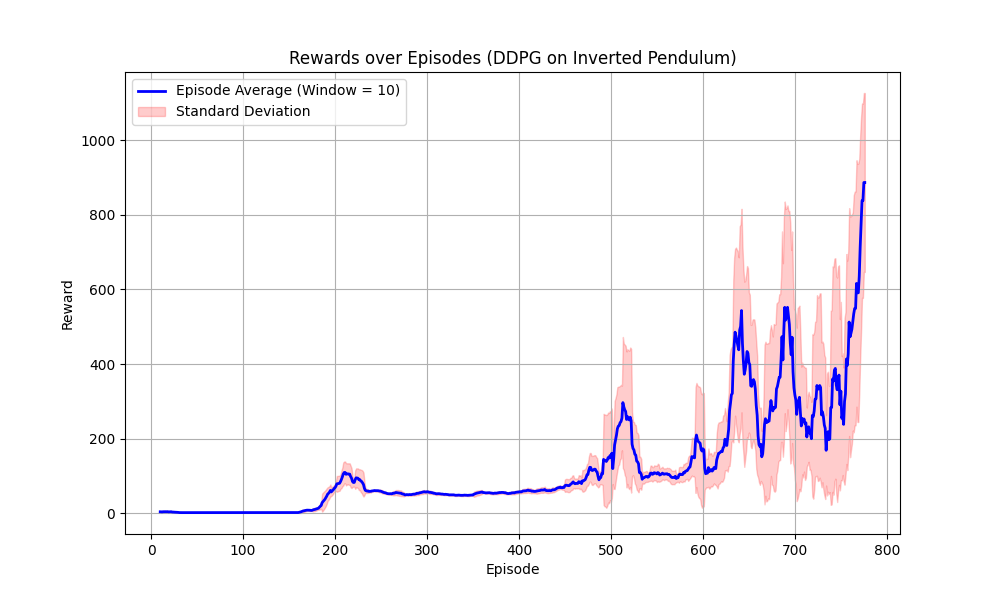 Rewards over Episodes (DDPG on Inverted Pendulum)
Episode Average (Window = 10)
Standard Deviation
1000
800
600
400
200
0
Reward
0 100 200 300 400 500 600 700 800
Episode